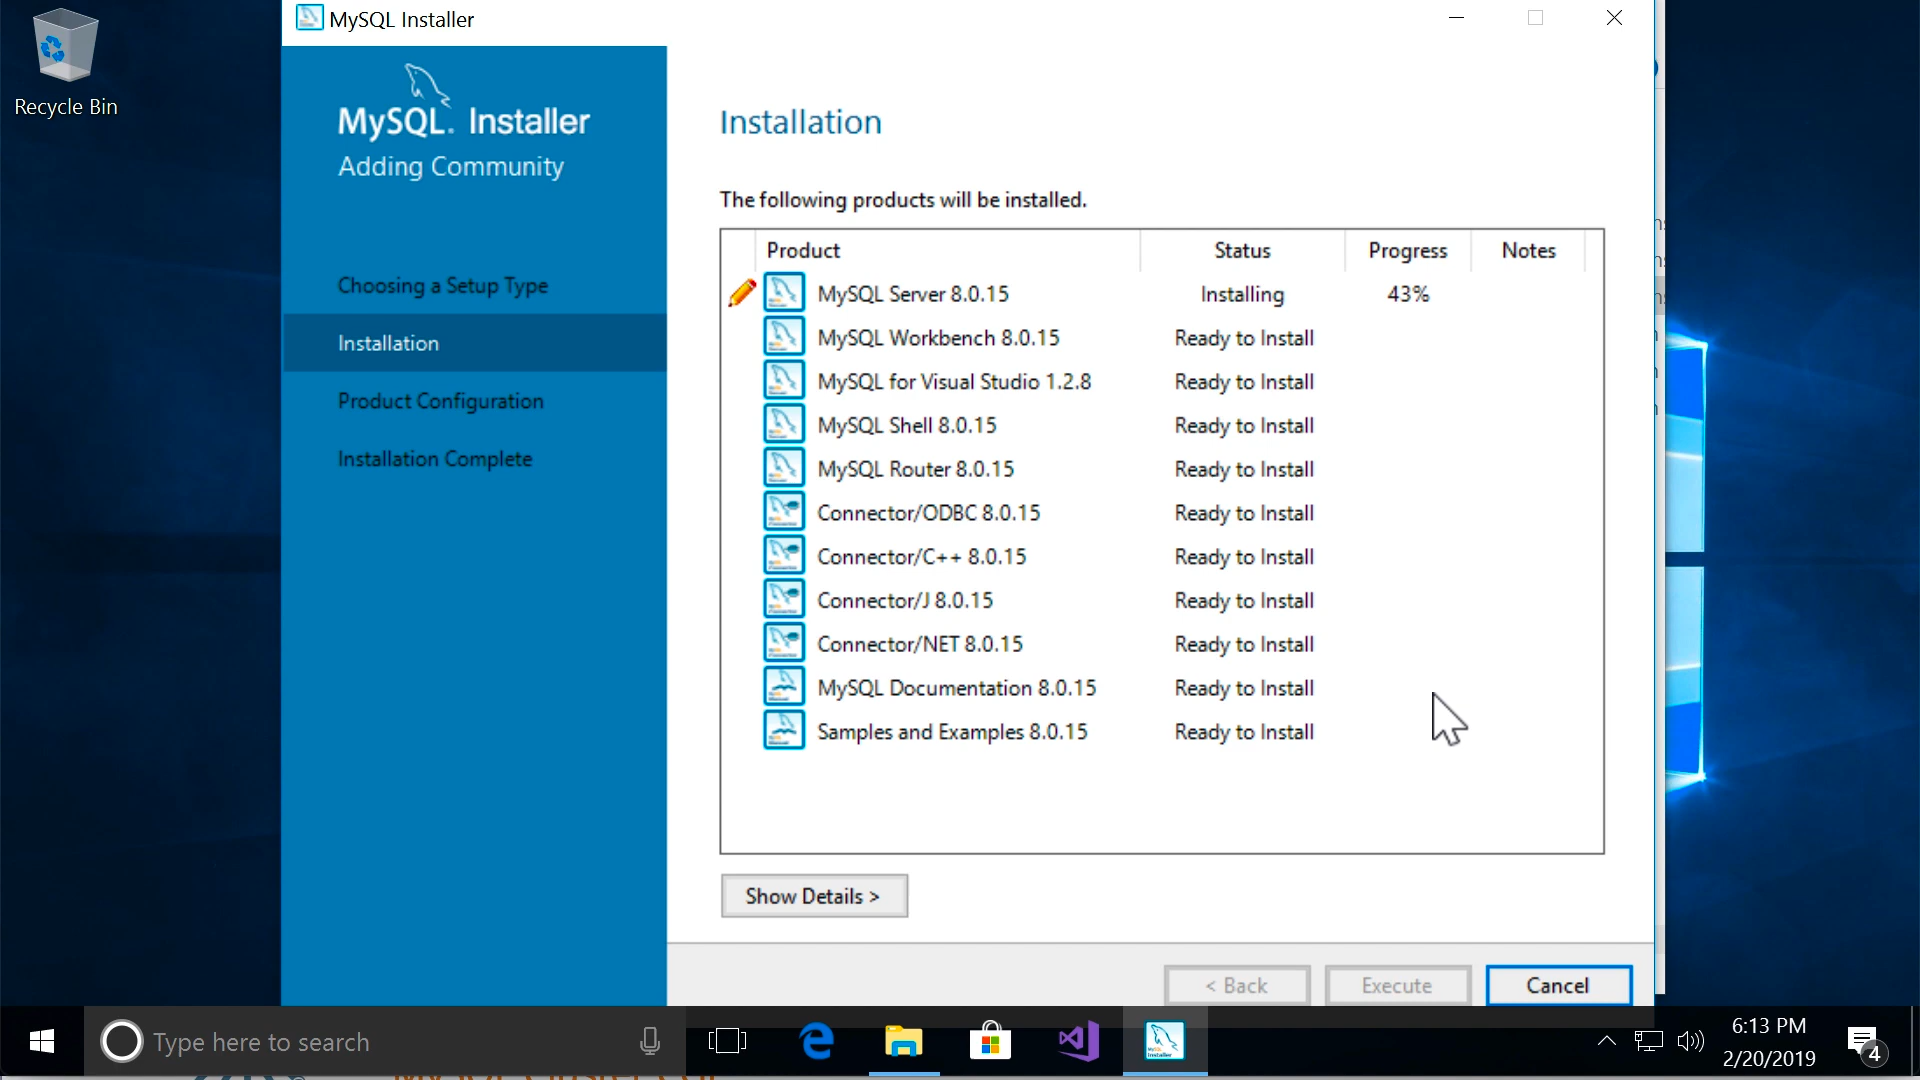 Recycle Bin
MySQL Installer
MySQL. Installer
Adding Community
Choosing a Setup Type
Installation
Product Configuration
Installation Complete
Installation
The following products will be installed.
Product Status Progress Notes
MySQL Server 8.0.15 Installing 43%
MySQL Workbench 8.0.15 Ready to Install
MySQL for Visual Studio 1.2.8 Ready to Install
MySQL Shell 8.0.15 Ready to Install
MySQL Router 8.0.15 Ready to Install
Connector/ODBC 8.0.15 Ready to Install
Connector/C++ 8.0.15 Ready to Install
Connector/J 8.0.15 Ready to Install
Connector/NET 8.0.15 Ready to Install
MySQL Documentation 8.0.15 Ready to Install
Samples and Examples 8.0.15 Ready to Install
Show Details >
< Back Execute Cancel
Type here to search
6:13 PM
2/20/2019
4